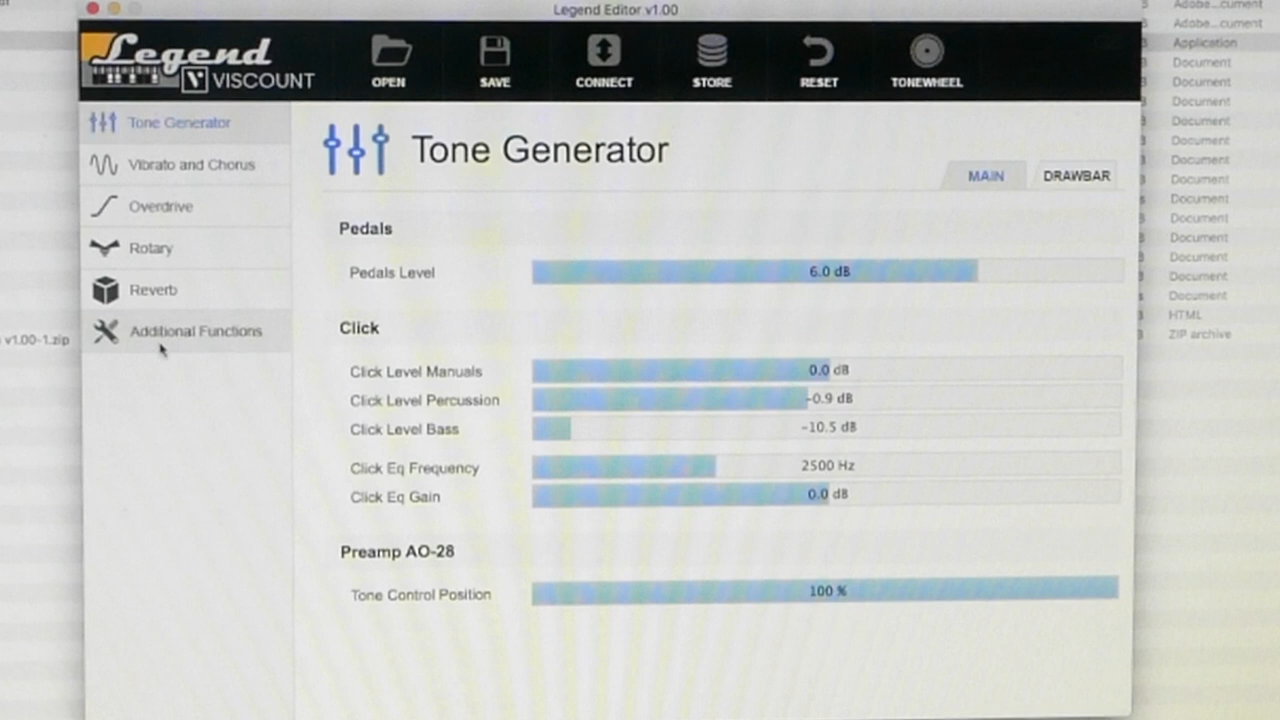 Legend Editor v1.00
Legend
VISCOUNT
OPEN
SAVE
CONNECT
STORE
RESET
TONEWHEEL
Tone Generator
Vibrato and Chorus
Overdrive
Rotary
Reverb
Additional Functions
Tone Generator
MAIN
DRAWBAR
Pedals
Pedals Level
6.0 dB
Click
Click Level Manuals
0.0 dB
Click Level Percussion
-0.9 dB
Click Level Bass
-10.5 dB
Click Eq Frequency
2500 Hz
Click Eq Gain
0.0 dB
Preamp AO-28
Tone Control Position
100 %
v1.00-1.zip
Adobe...cument
Adobe...cument
Application
Document
Document
Document
Document
Document
Document
Document
Document
Document
Document
Document
Document
Document
HTML
ZIP archive